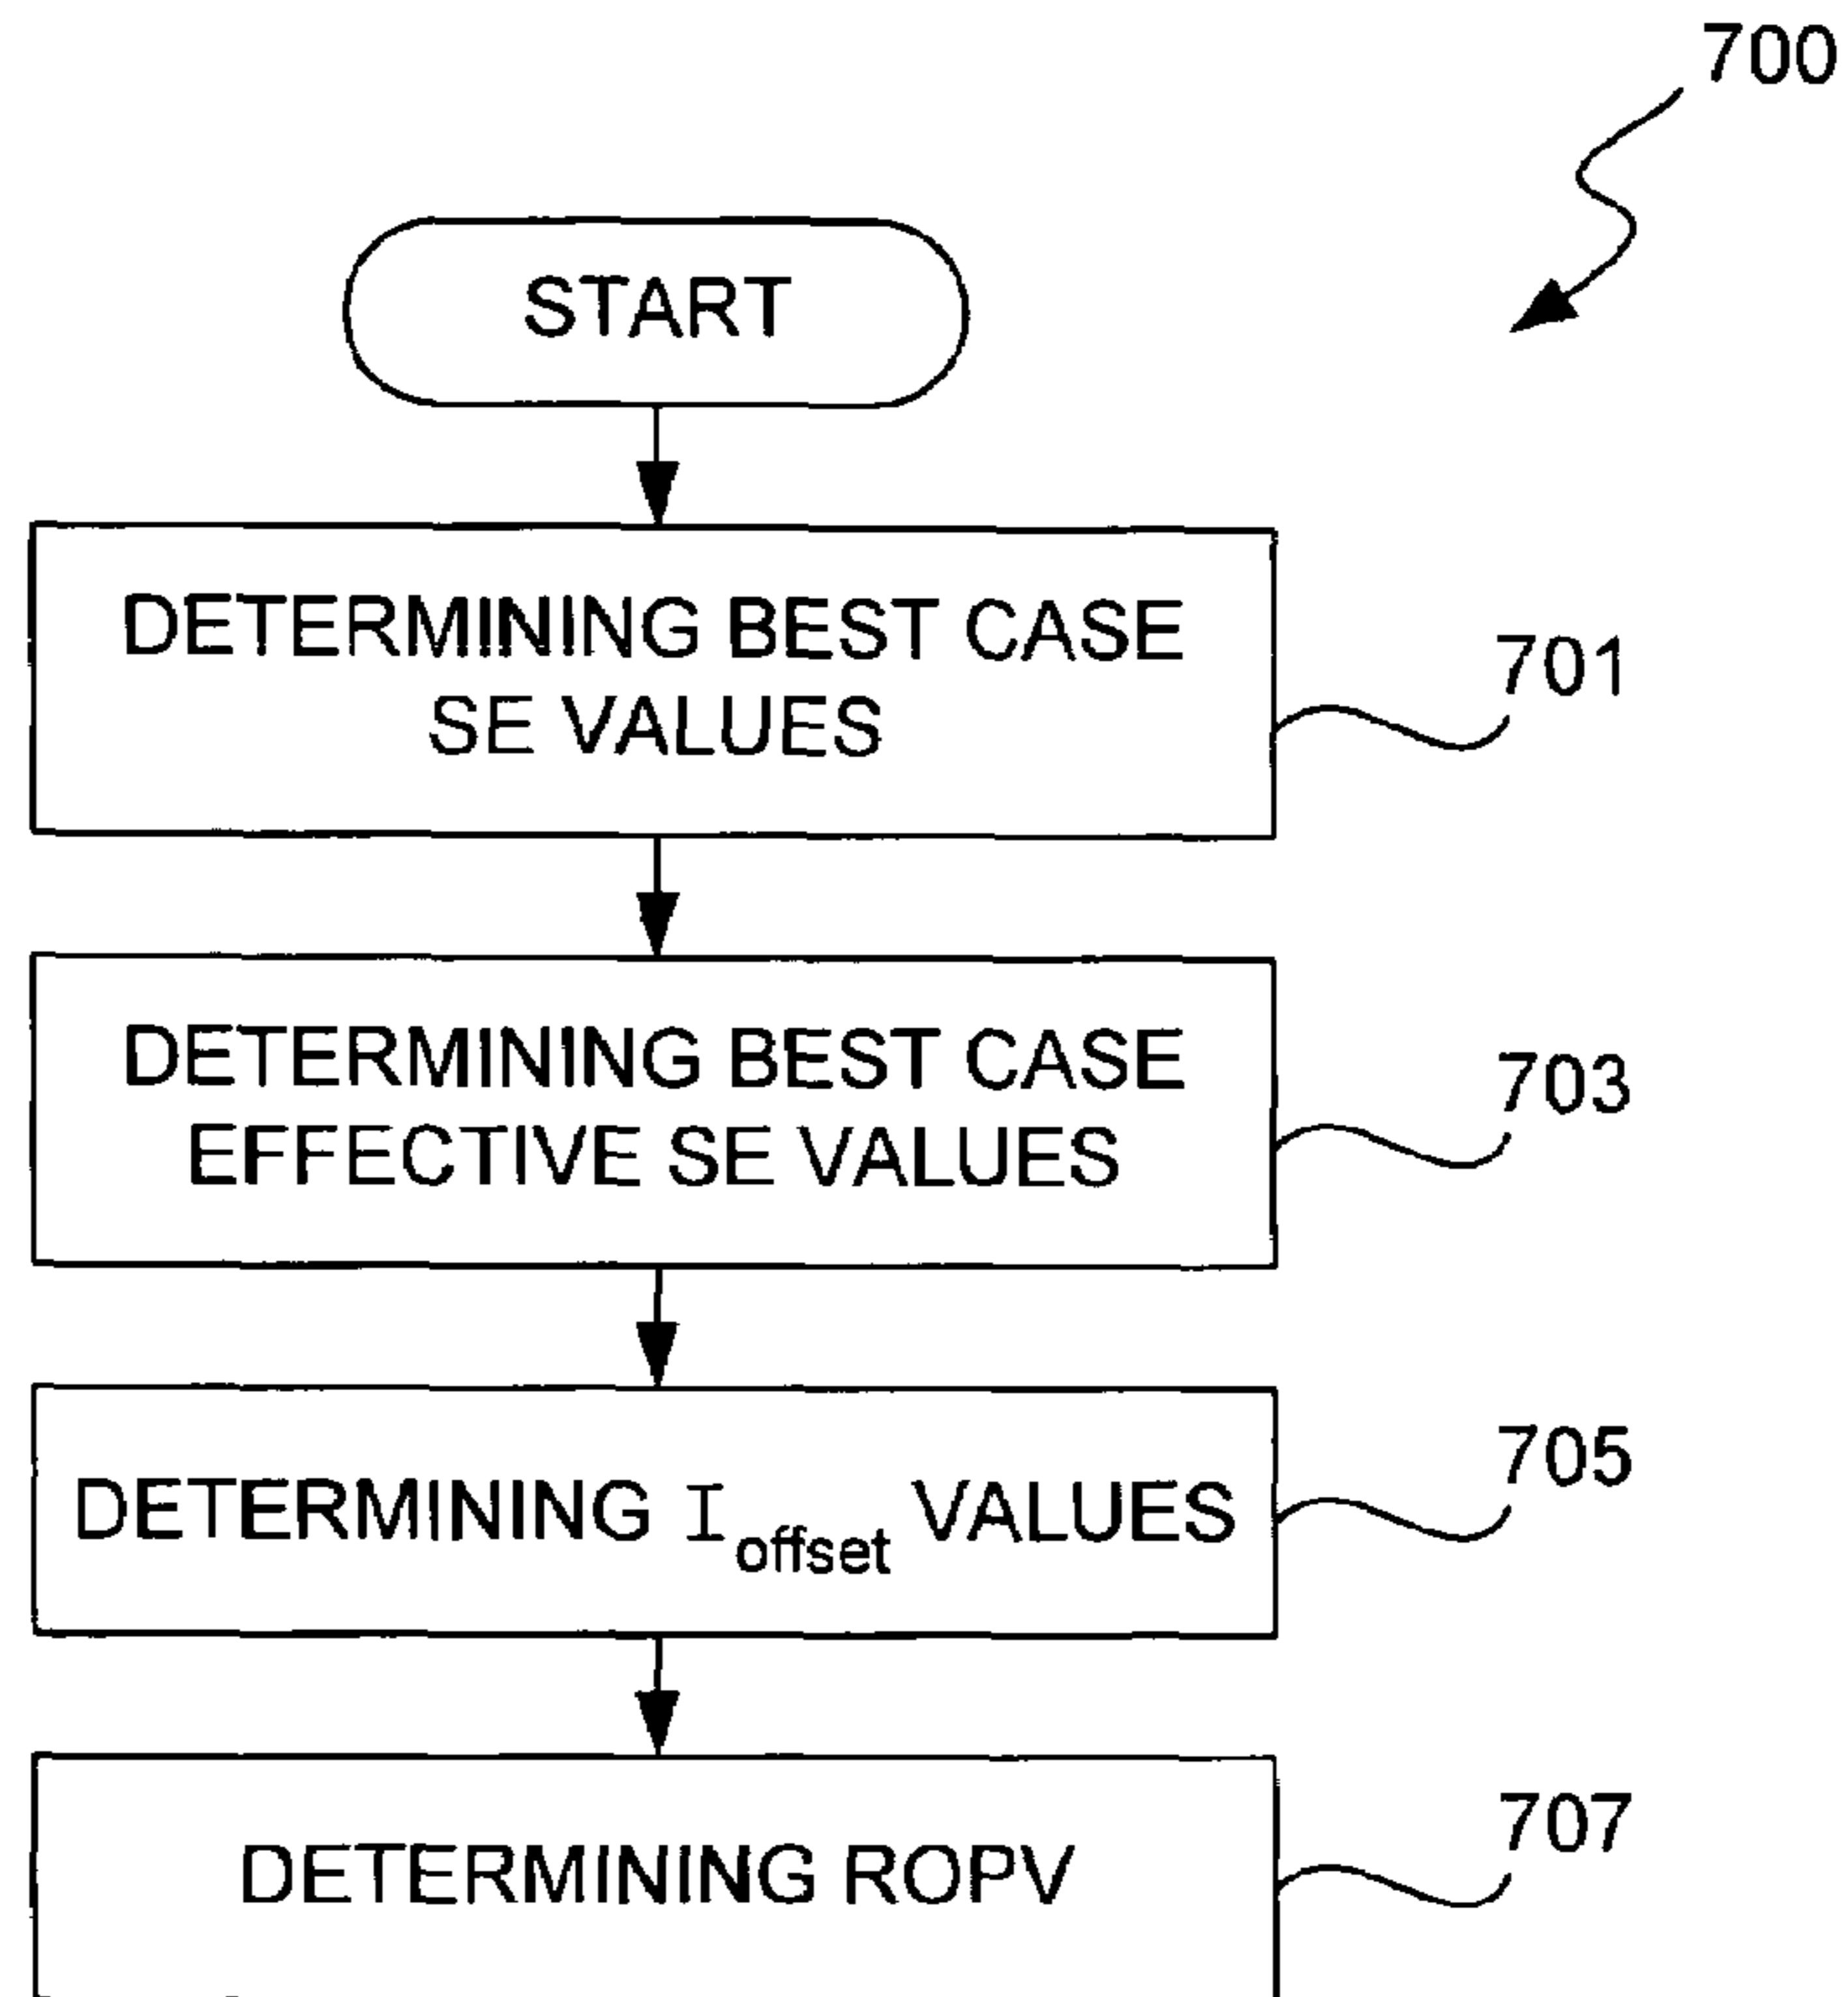 700
START
DETERMINING BEST CASE
SE VALUES
701
DETERMINING BEST CASE
EFFECTIVE SE VALUES
703
DETERMINING I offset VALUES
705
DETERMINING ROPV
707